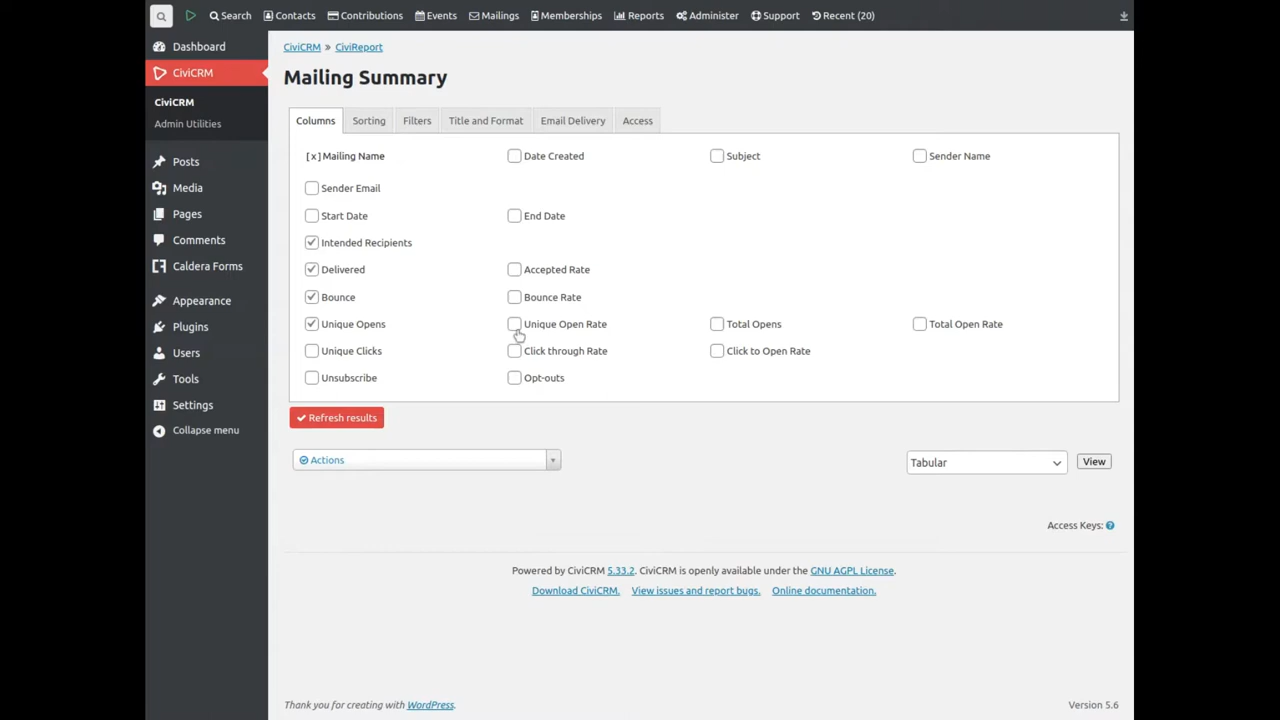 Search Contacts Contributions Events Mailings Memberships Reports Administer Support Recent (20)
Dashboard
CiviCRM
CiviCRM
Admin Utilities
Posts
Media
Pages
Comments
Caldera Forms
Appearance
Plugins
Users
Tools
Settings
Collapse menu
CiviCRM » CiviReport
Mailing Summary
Columns Sorting Filters Title and Format Email Delivery Access
[x] Mailing Name Date Created Subject Sender Name
Sender Email
Start Date End Date
Intended Recipients
Delivered Accepted Rate
Bounce Bounce Rate
Unique Opens Unique Open Rate Total Opens Total Open Rate
Unique Clicks Click through Rate Click to Open Rate
Unsubscribe Opt-outs
Refresh results
Actions Tabular View
Access Keys: ?
Powered by CiviCRM 5.33.2. CiviCRM is openly available under the GNU AGPL License.
Download CiviCRM. View issues and report bugs. Online documentation.
Thank you for creating with WordPress. Version 5.6